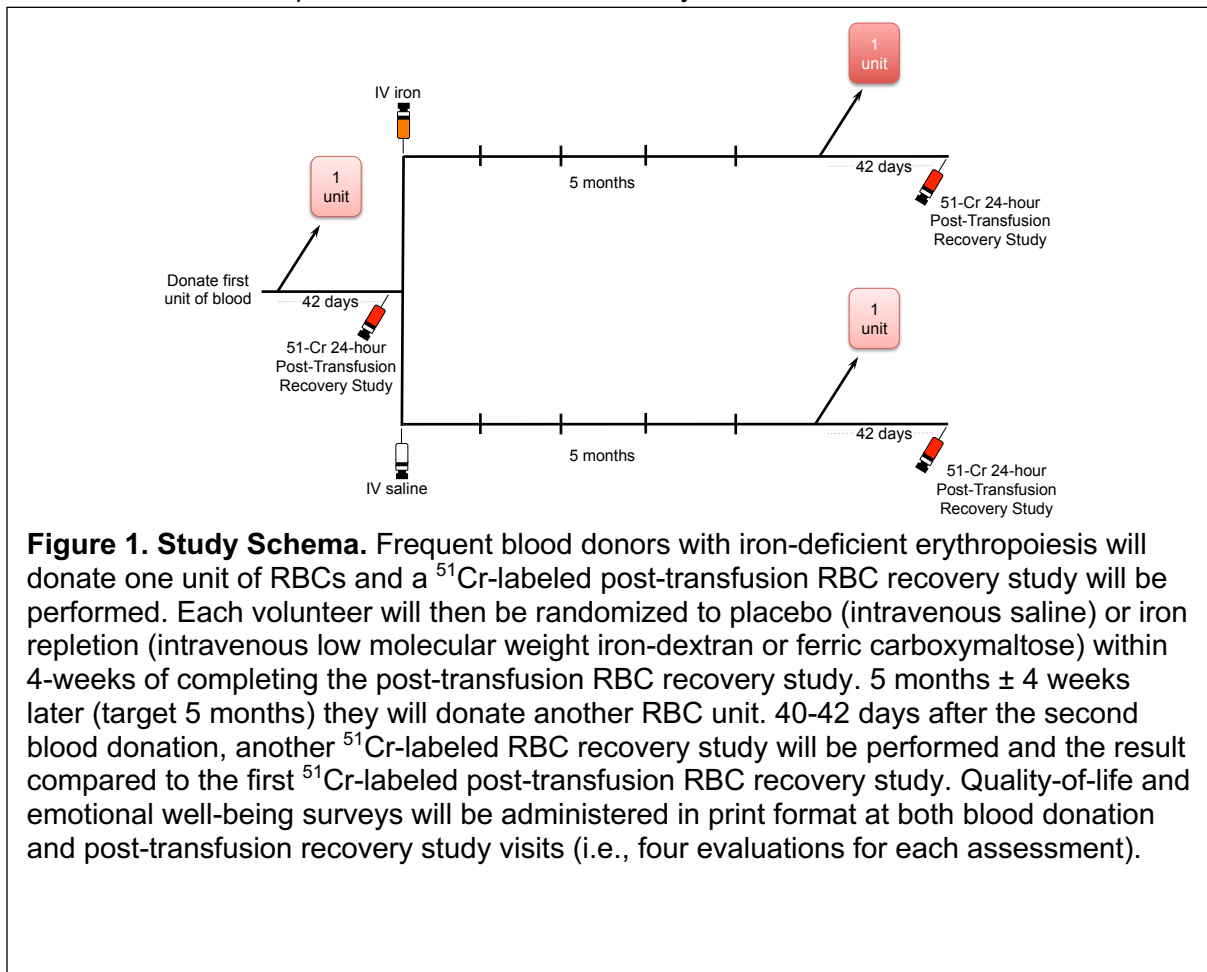 1
unit
IV iron
1
unit
5 months
42 days
51-Cr 24-hour
Post-Transfusion
Recovery Study
Donate first
unit of blood
42 days
51-Cr 24-hour
Post-Transfusion
Recovery Study
1
unit
5 months
42 days
51-Cr 24-hour
Post-Transfusion
Recovery Study
IV saline
Figure 1. Study Schema. Frequent blood donors with iron-deficient erythropoiesis will
donate one unit of RBCs and a ⁵¹Cr-labeled post-transfusion RBC recovery study will be
performed. Each volunteer will then be randomized to placebo (intravenous saline) or iron
repletion (intravenous low molecular weight iron-dextran or ferric carboxymaltose) within
4-weeks of completing the post-transfusion RBC recovery study. 5 months ± 4 weeks
later (target 5 months) they will donate another RBC unit. 40-42 days after the second
blood donation, another ⁵¹Cr-labeled RBC recovery study will be performed and the result
compared to the first ⁵¹Cr-labeled post-transfusion RBC recovery study. Quality-of-life and
emotional well-being surveys will be administered in print format at both blood donation
and post-transfusion recovery study visits (i.e., four evaluations for each assessment).